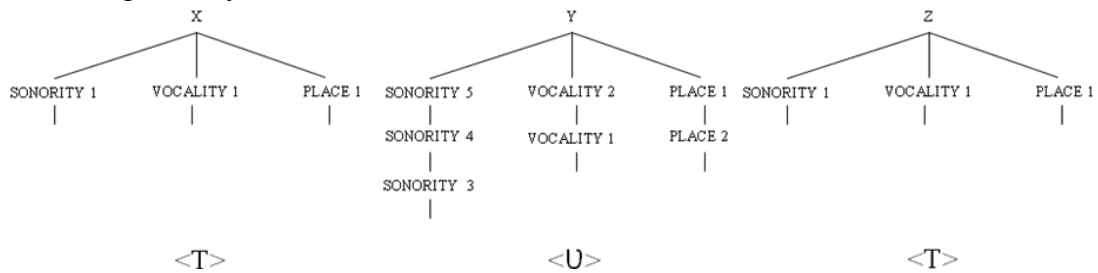 X Y Z
SONORITY 1 VOCALITY 1 PLACE 1 SONORITY 5 VOCALITY 2 PLACE 1 SONORITY 1 VOCALITY 1 PLACE 1
SONORITY 4 VOCALITY 1 PLACE 2
SONORITY 3
<T> <Ʋ> <T>